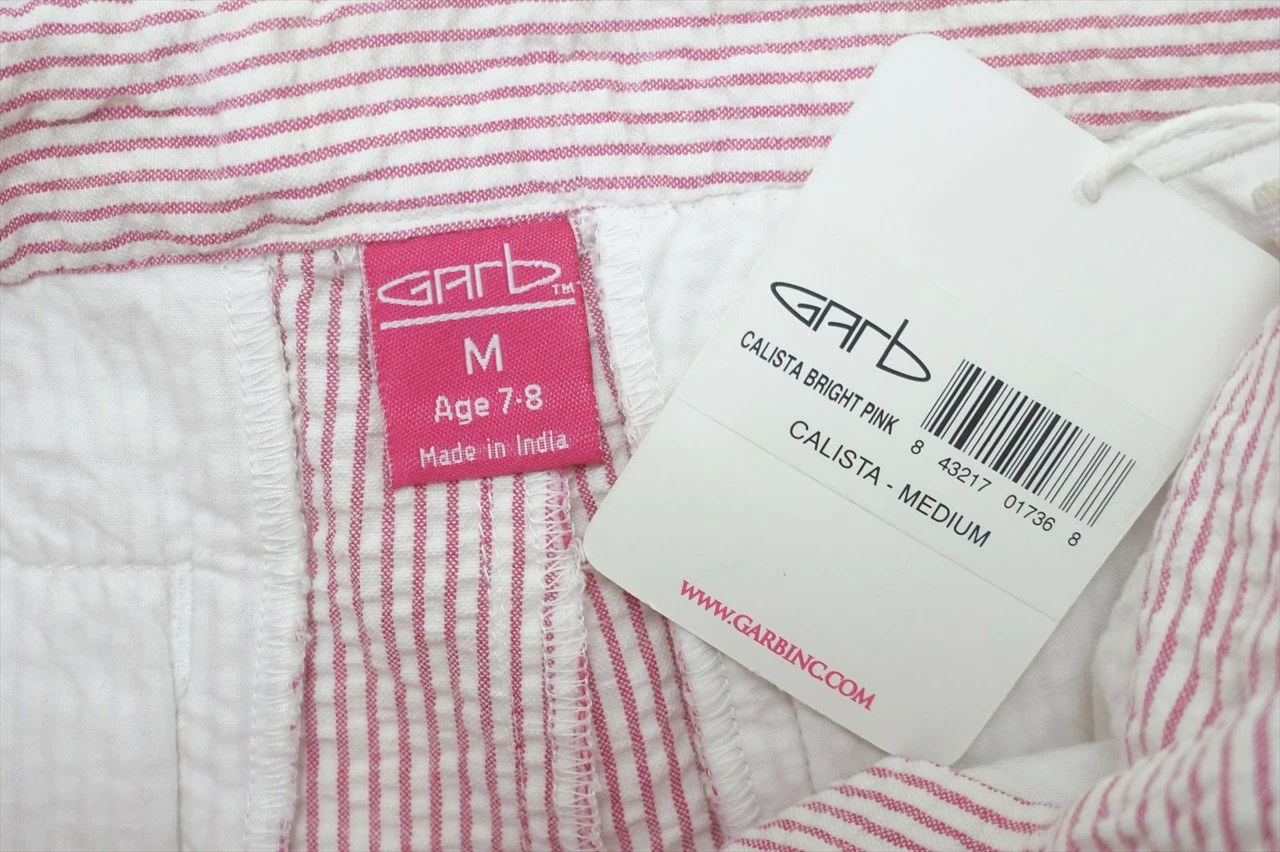 Garb™
M
Age 7-8
Made in India
Garb
CALISTA BRIGHT PINK
8 43217 01736 8
CALISTA - MEDIUM
WWW.GARBINC.COM